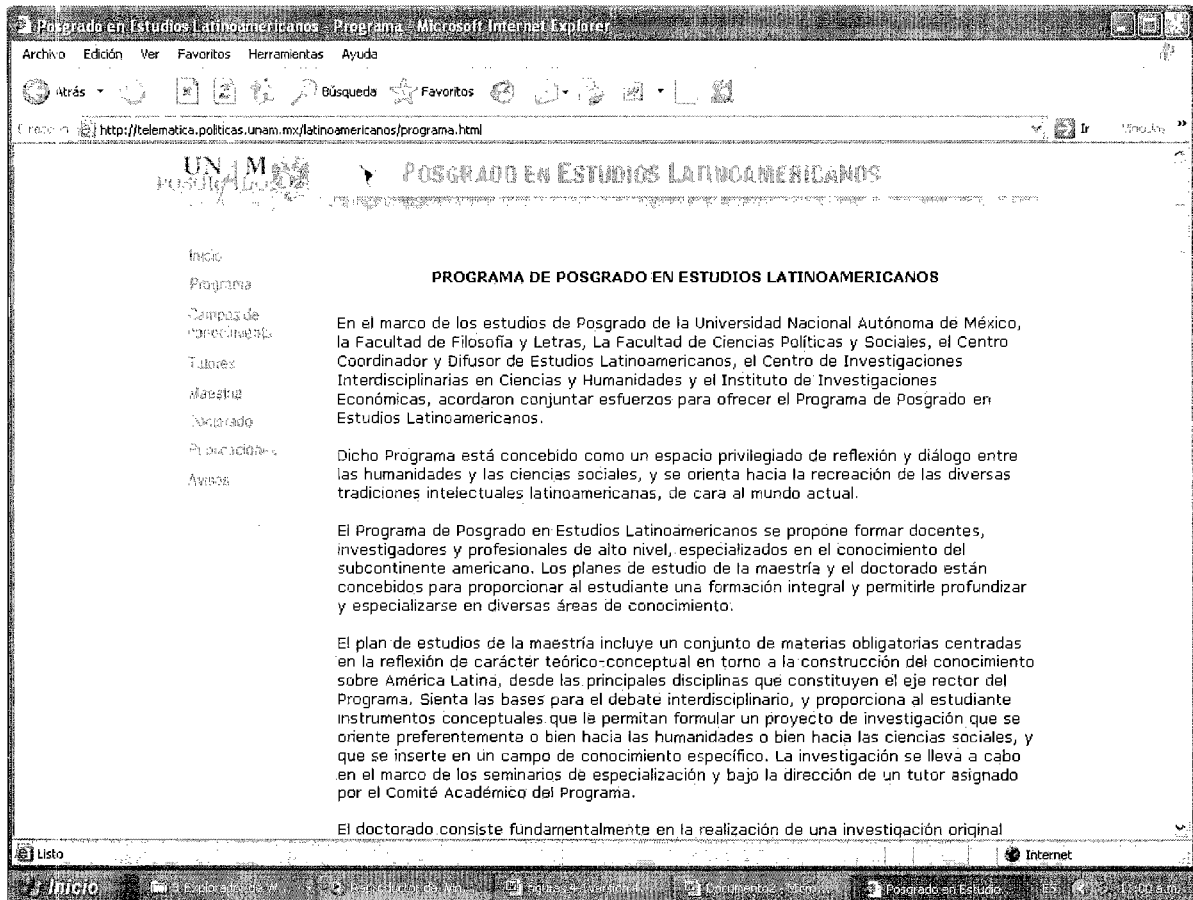 Posgrado en Estudios Latinoamericanos - Programa - Microsoft Internet Explorer
Archivo Edición Ver Favoritos Herramientas Ayuda
Atrás Búsqueda Favoritos
http://telematica.politicas.unam.mx/latinoamericanos/programa.html Ir
UNAM POSGRADO EN ESTUDIOS LATINOAMERICANOS
POSGRADO
Inicio
Programa
Campos de
conocimiento
Tutores
Maestría
Doctorado
Publicaciones
Avisos
PROGRAMA DE POSGRADO EN ESTUDIOS LATINOAMERICANOS
En el marco de los estudios de Posgrado de la Universidad Nacional Autónoma de México,
la Facultad de Filosofía y Letras, La Facultad de Ciencias Políticas y Sociales, el Centro
Coordinador y Difusor de Estudios Latinoamericanos, el Centro de Investigaciones
Interdisciplinarias en Ciencias y Humanidades y el Instituto de Investigaciones
Económicas, acordaron conjuntar esfuerzos para ofrecer el Programa de Posgrado en
Estudios Latinoamericanos.
Dicho Programa está concebido como un espacio privilegiado de reflexión y diálogo entre
las humanidades y las ciencias sociales, y se orienta hacia la recreación de las diversas
tradiciones intelectuales latinoamericanas, de cara al mundo actual.
El Programa de Posgrado en Estudios Latinoamericanos se propone formar docentes,
investigadores y profesionales de alto nivel, especializados en el conocimiento del
subcontinente americano. Los planes de estudio de la maestría y el doctorado están
concebidos para proporcionar al estudiante una formación integral y permitirle profundizar
y especializarse en diversas áreas de conocimiento.
El plan de estudios de la maestría incluye un conjunto de materias obligatorias centradas
en la reflexión de carácter teórico-conceptual en torno a la construcción del conocimiento
sobre América Latina, desde las principales disciplinas que constituyen el eje rector del
Programa. Sienta las bases para el debate interdisciplinario, y proporciona al estudiante
instrumentos conceptuales que le permitan formular un proyecto de investigación que se
oriente preferentemente o bien hacia las humanidades o bien hacia las ciencias sociales, y
que se inserte en un campo de conocimiento específico. La investigación se lleva a cabo
en el marco de los seminarios de especialización y bajo la dirección de un tutor asignado
por el Comité Académico del Programa.
El doctorado consiste fundamentalmente en la realización de una investigación original
Listo Internet
Inicio Posgrado en Estudio... ES 11:00 a.m.